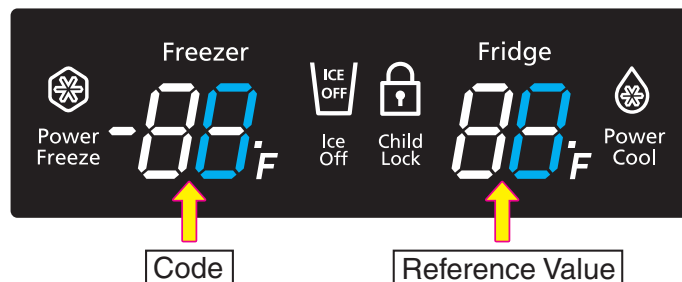 Freezer
Fridge
ICE
OFF
-88°F
88°F
Power
Freeze
Ice
Off
Child
Lock
Power
Cool
Code
Reference Value